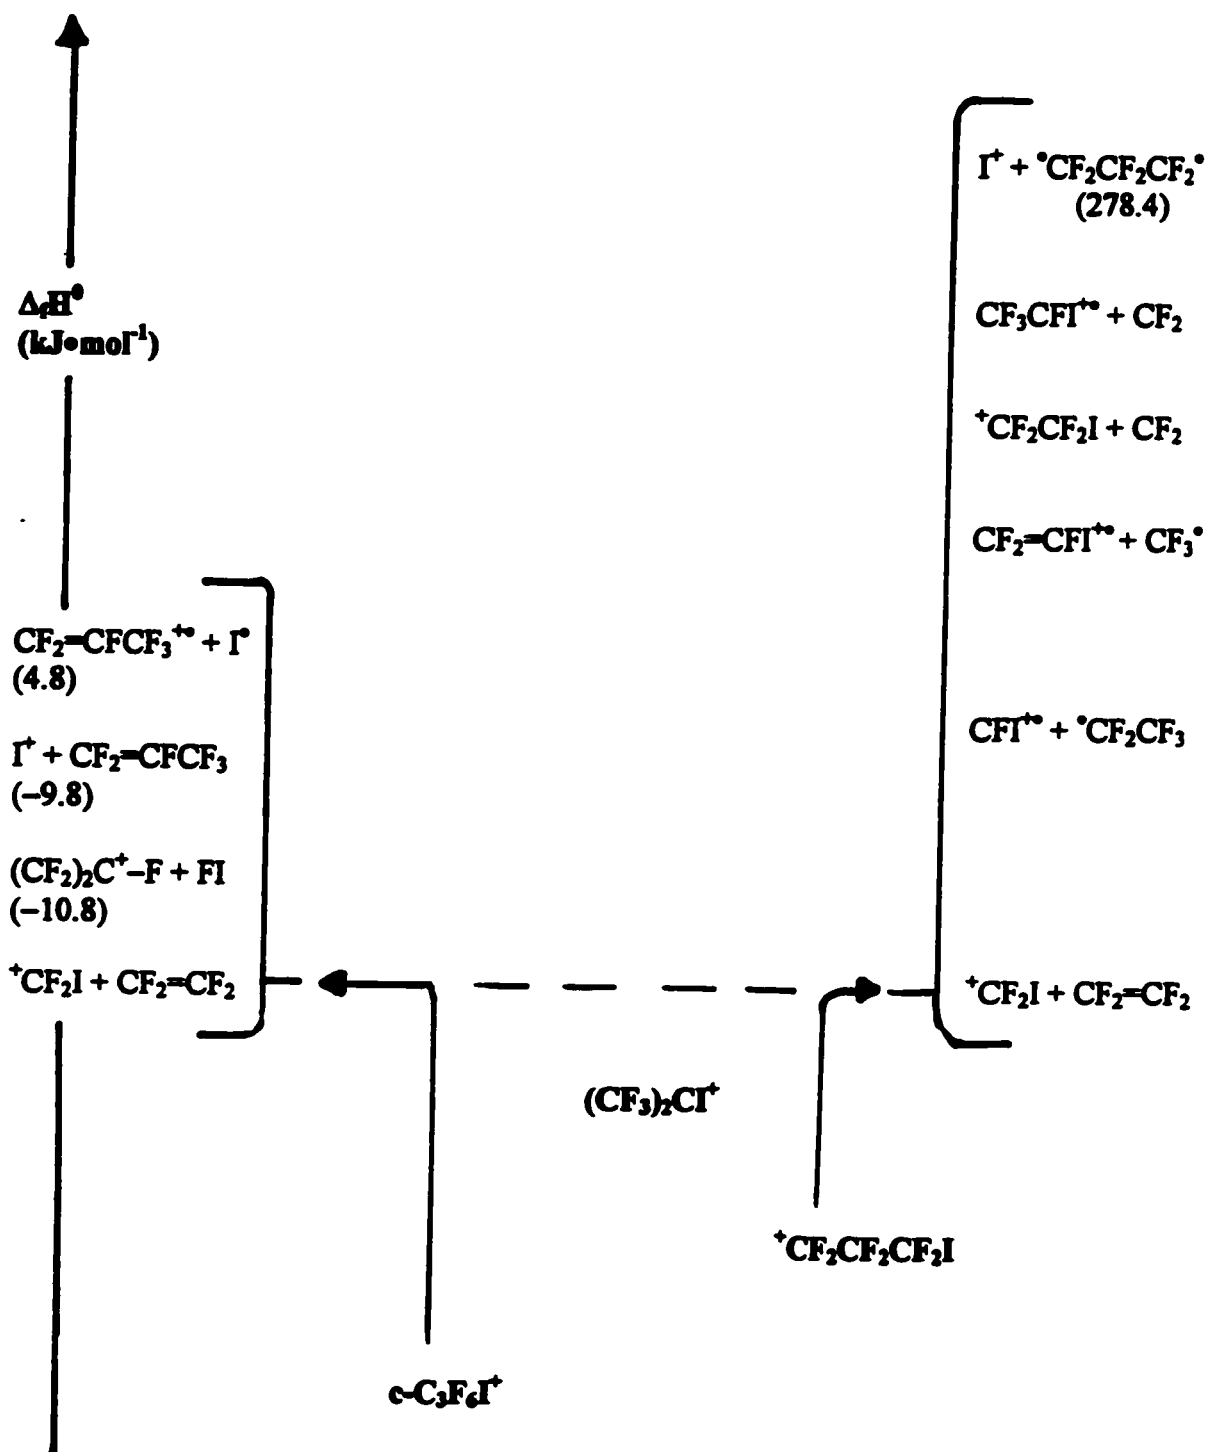 ΔfH⁰
(kJ•mol⁻¹)
CF₂=CFCF₃⁺• + I•
(4.8)
I⁺ + CF₂=CFCF₃
(–9.8)
(CF₂)₂C⁺–F + FI
(–10.8)
⁺CF₂I + CF₂=CF₂
I⁺ + •CF₂CF₂CF₂•
(278.4)
CF₃CFI⁺• + CF₂
⁺CF₂CF₂I + CF₂
CF₂=CFI⁺• + CF₃•
CFI⁺• + •CF₂CF₃
⁺CF₂I + CF₂=CF₂
(CF₃)₂CI⁺
⁺CF₂CF₂CF₂I
c-C₃F₆I⁺